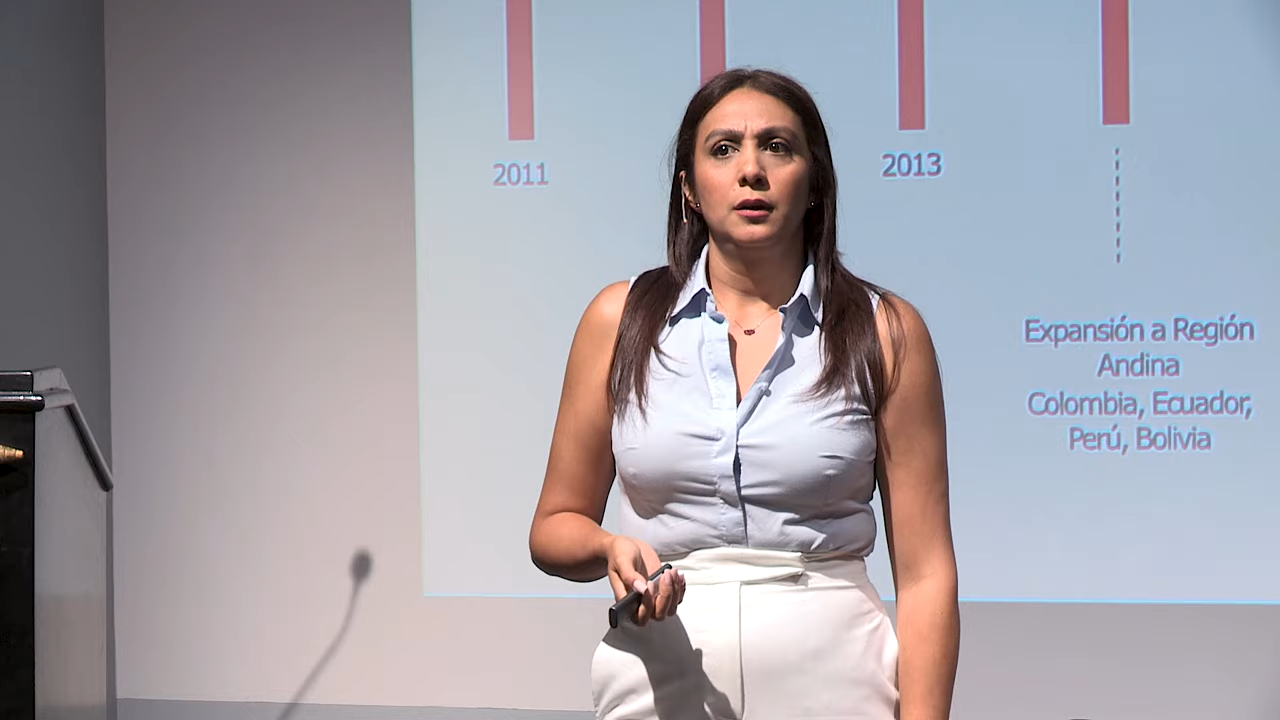 2011
2013
Expansión a Región
Andina
Colombia, Ecuador,
Perú, Bolivia